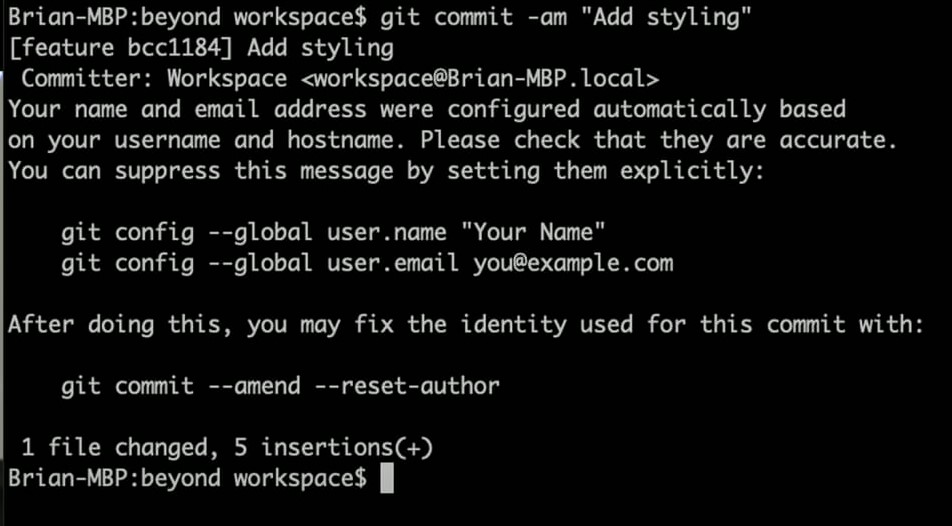 Brian-MBP:beyond workspace$ git commit -am "Add styling"
[feature bcc1184] Add styling
 Committer: Workspace <workspace@Brian-MBP.local>
Your name and email address were configured automatically based
on your username and hostname. Please check that they are accurate.
You can suppress this message by setting them explicitly:

    git config --global user.name "Your Name"
    git config --global user.email you@example.com

After doing this, you may fix the identity used for this commit with:

    git commit --amend --reset-author

 1 file changed, 5 insertions(+)
Brian-MBP:beyond workspace$